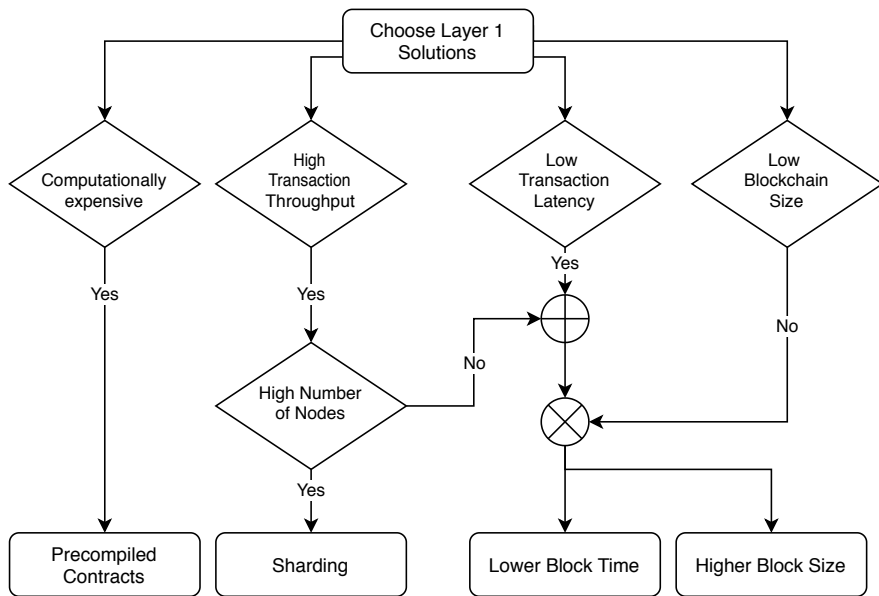 Choose Layer 1
Solutions
Computationally
expensive
High
Transaction
Throughput
Low
Transaction
Latency
Low
Blockchain
Size
Yes
Yes
Yes
No
High Number
of Nodes
No
Yes
Precompiled
Contracts
Sharding
Lower Block Time
Higher Block Size